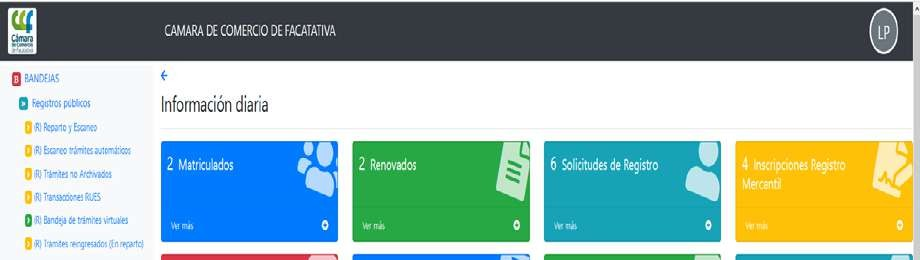 Cámara
de Comercio
de Facatativá
CAMARA DE COMERCIO DE FACATATIVA
LP
B BANDEJAS
Registros públicos
(R) Reparto y Escaneo
(R) Escaneo trámites automáticos
(R) Trámites no Archivados
(R) Transacciones RUES
(R) Bandeja de trámites virtuales
(R) Trámites reingresados (En reparto)
Información diaria
2 Matriculados
Ver más
2 Renovados
Ver más
6 Solicitudes de Registro
Ver más
4 Inscripciones Registro
Mercantil
Ver más